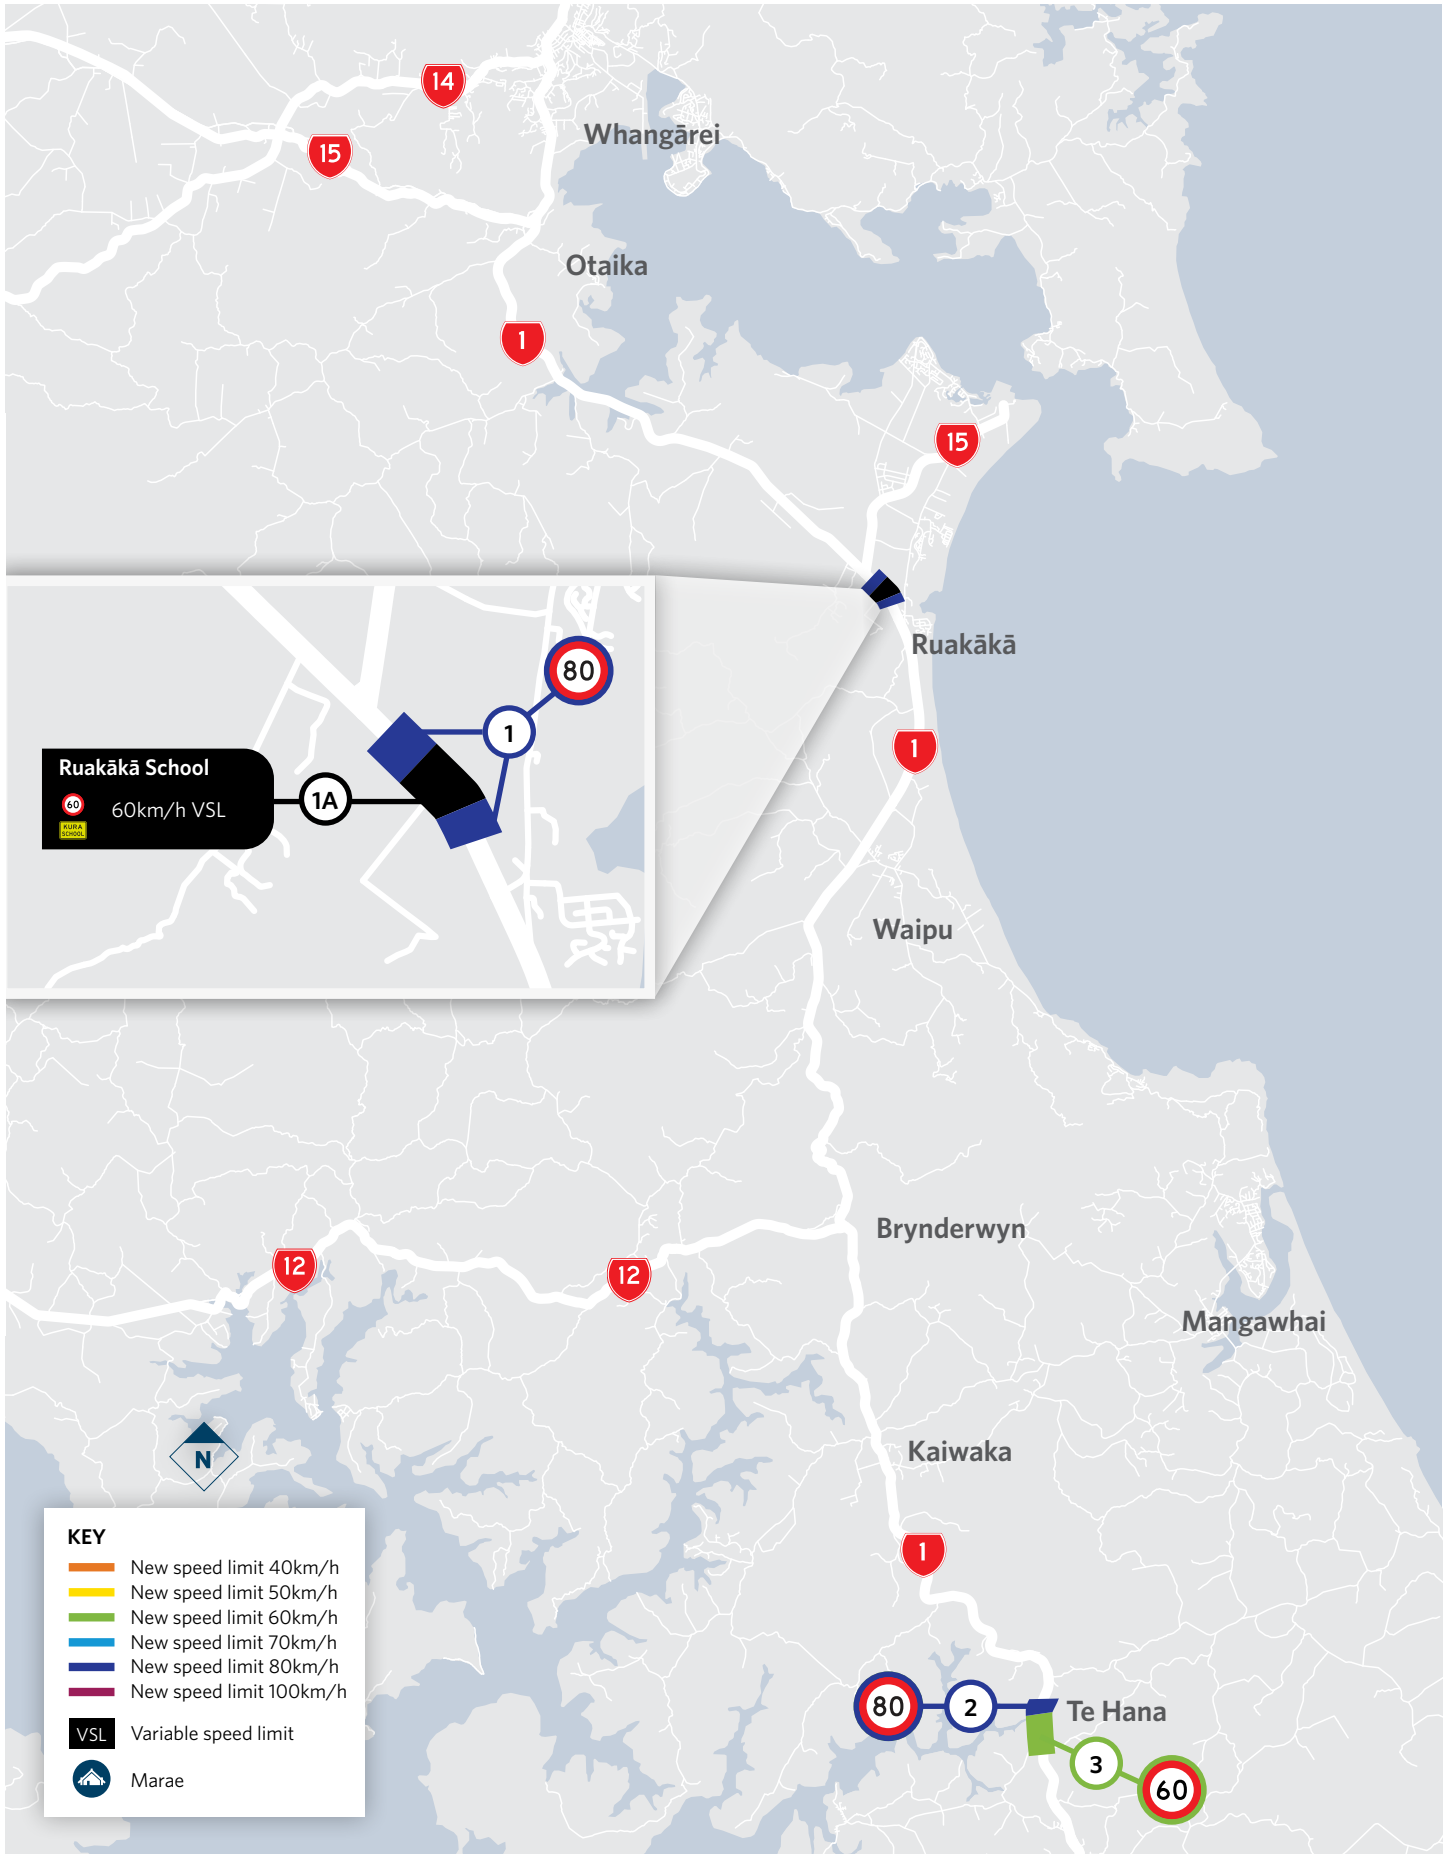 14
Whangārei
15
Otaika
1
15
Ruakākā
80
1
Ruakākā School
60
60km/h VSL
KURA
SCHOOL
1A
1
Waipu
Brynderwyn
12
12
Mangawhai
N
Kaiwaka
1
KEY
New speed limit 40km/h
New speed limit 50km/h
New speed limit 60km/h
New speed limit 70km/h
New speed limit 80km/h
New speed limit 100km/h
VSL Variable speed limit
Marae
80
2
Te Hana
3
60